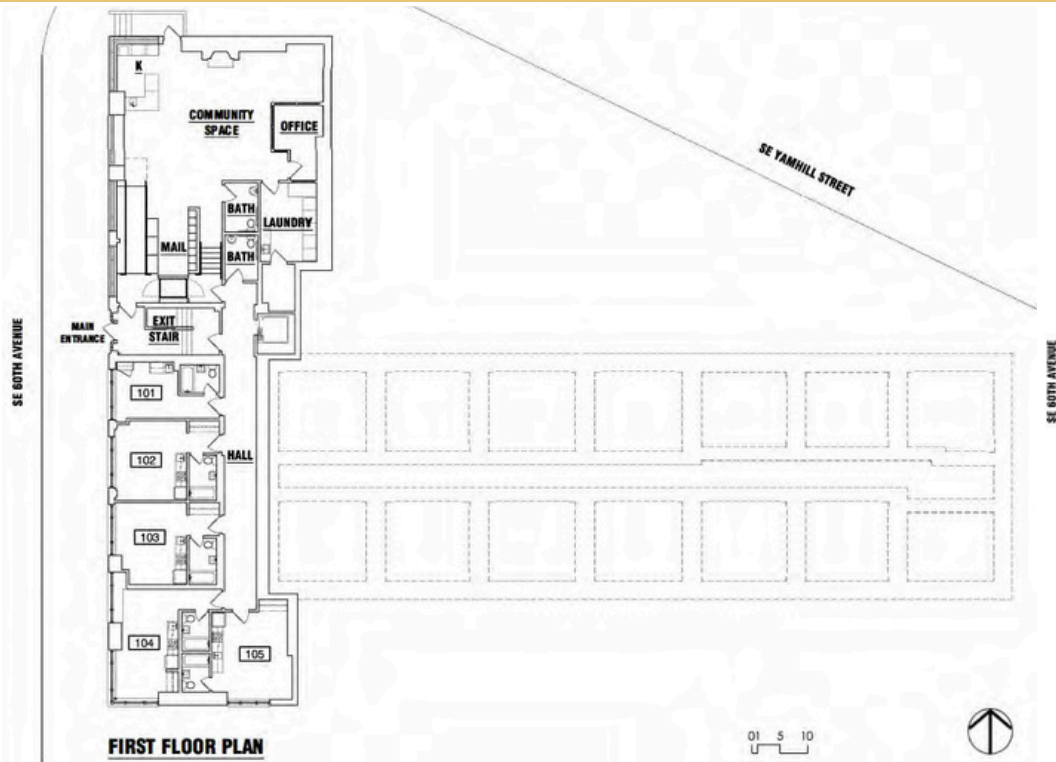 K
COMMUNITY
SPACE
OFFICE
SE YAMHILL STREET
BATH
LAUNDRY
MAIL
BATH
MAIN
ENTRANCE
EXIT
STAIR
SE 60TH AVENUE
SE 60TH AVENUE
101
102
HALL
103
104
105
FIRST FLOOR PLAN
01 5 10